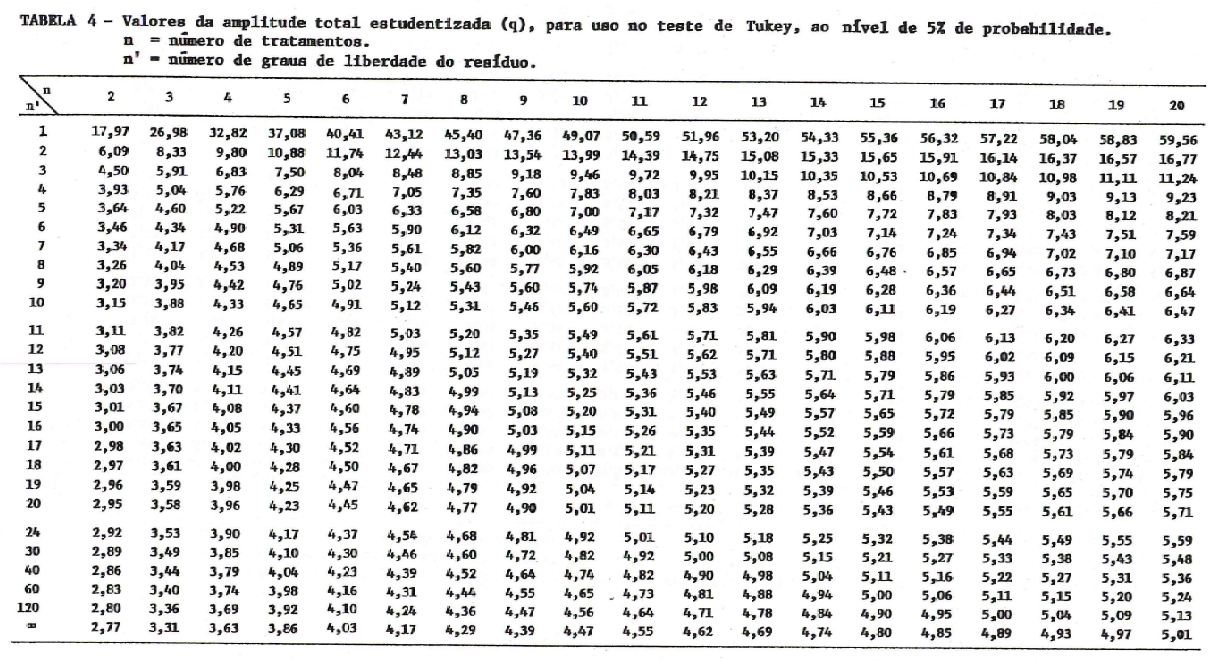 TABELA 4 - Valores da amplitude total estudentizada (q), para uso no teste de Tukey, ao nível de 5% de probabilidade.
n = número de tratamentos.
n' = número de graus de liberdade do resíduo.
n
n' 2 3 4 5 6 7 8 9 10 11 12 13 14 15 16 17 18 19 20
1 17,97 26,98 32,82 37,08 40,41 43,12 45,40 47,36 49,07 50,59 51,96 53,20 54,33 55,36 56,32 57,22 58,04 58,83 59,56
2 6,09 8,33 9,80 10,88 11,74 12,44 13,03 13,54 13,99 14,39 14,75 15,08 15,33 15,65 15,91 16,14 16,37 16,57 16,77
3 4,50 5,91 6,83 7,50 8,04 8,48 8,85 9,18 9,46 9,72 9,95 10,15 10,35 10,53 10,69 10,84 10,98 11,11 11,24
4 3,93 5,04 5,76 6,29 6,71 7,05 7,35 7,60 7,83 8,03 8,21 8,37 8,53 8,66 8,79 8,91 9,03 9,13 9,23
5 3,64 4,60 5,22 5,67 6,03 6,33 6,58 6,80 7,00 7,17 7,32 7,47 7,60 7,72 7,83 7,93 8,03 8,12 8,21
6 3,46 4,34 4,90 5,31 5,63 5,90 6,12 6,32 6,49 6,65 6,79 6,92 7,03 7,14 7,24 7,34 7,43 7,51 7,59
7 3,34 4,17 4,68 5,06 5,36 5,61 5,82 6,00 6,16 6,30 6,43 6,55 6,66 6,76 6,85 6,94 7,02 7,10 7,17
8 3,26 4,04 4,53 4,89 5,17 5,40 5,60 5,77 5,92 6,05 6,18 6,29 6,39 6,48 6,57 6,65 6,73 6,80 6,87
9 3,20 3,95 4,42 4,76 5,02 5,24 5,43 5,60 5,74 5,87 5,98 6,09 6,19 6,28 6,36 6,44 6,51 6,58 6,64
10 3,15 3,88 4,33 4,65 4,91 5,12 5,31 5,46 5,60 5,72 5,83 5,94 6,03 6,11 6,19 6,27 6,34 6,41 6,47
11 3,11 3,82 4,26 4,57 4,82 5,03 5,20 5,35 5,49 5,61 5,71 5,81 5,90 5,98 6,06 6,13 6,20 6,27 6,33
12 3,08 3,77 4,20 4,51 4,75 4,95 5,12 5,27 5,40 5,51 5,62 5,71 5,80 5,88 5,95 6,02 6,09 6,15 6,21
13 3,06 3,74 4,15 4,45 4,69 4,89 5,05 5,19 5,32 5,43 5,53 5,63 5,71 5,79 5,86 5,93 6,00 6,06 6,11
14 3,03 3,70 4,11 4,41 4,64 4,83 4,99 5,13 5,25 5,36 5,46 5,55 5,64 5,71 5,79 5,85 5,92 5,97 6,03
15 3,01 3,67 4,08 4,37 4,60 4,78 4,94 5,08 5,20 5,31 5,40 5,49 5,57 5,65 5,72 5,79 5,85 5,90 5,96
16 3,00 3,65 4,05 4,33 4,56 4,74 4,90 5,03 5,15 5,26 5,35 5,44 5,52 5,59 5,66 5,73 5,79 5,84 5,90
17 2,98 3,63 4,02 4,30 4,52 4,71 4,86 4,99 5,11 5,21 5,31 5,39 5,47 5,54 5,61 5,68 5,73 5,79 5,84
18 2,97 3,61 4,00 4,28 4,50 4,67 4,82 4,96 5,07 5,17 5,27 5,35 5,43 5,50 5,57 5,63 5,69 5,74 5,79
19 2,96 3,59 3,98 4,25 4,47 4,65 4,79 4,92 5,04 5,14 5,23 5,32 5,39 5,46 5,53 5,59 5,65 5,70 5,75
20 2,95 3,58 3,96 4,23 4,45 4,62 4,77 4,90 5,01 5,11 5,20 5,28 5,36 5,43 5,49 5,55 5,61 5,66 5,71
24 2,92 3,53 3,90 4,17 4,37 4,54 4,68 4,81 4,92 5,01 5,10 5,18 5,25 5,32 5,38 5,44 5,49 5,55 5,59
30 2,89 3,49 3,85 4,10 4,30 4,46 4,60 4,72 4,82 4,92 5,00 5,08 5,15 5,21 5,27 5,33 5,38 5,43 5,48
40 2,86 3,44 3,79 4,04 4,23 4,39 4,52 4,64 4,74 4,82 4,90 4,98 5,04 5,11 5,16 5,22 5,27 5,31 5,36
60 2,83 3,40 3,74 3,98 4,16 4,31 4,44 4,55 4,65 4,73 4,81 4,88 4,94 5,00 5,06 5,11 5,15 5,20 5,24
120 2,80 3,36 3,69 3,92 4,10 4,24 4,36 4,47 4,56 4,64 4,71 4,78 4,84 4,90 4,95 5,00 5,04 5,09 5,13
∞ 2,77 3,31 3,63 3,86 4,03 4,17 4,29 4,39 4,47 4,55 4,62 4,69 4,74 4,80 4,85 4,89 4,93 4,97 5,01